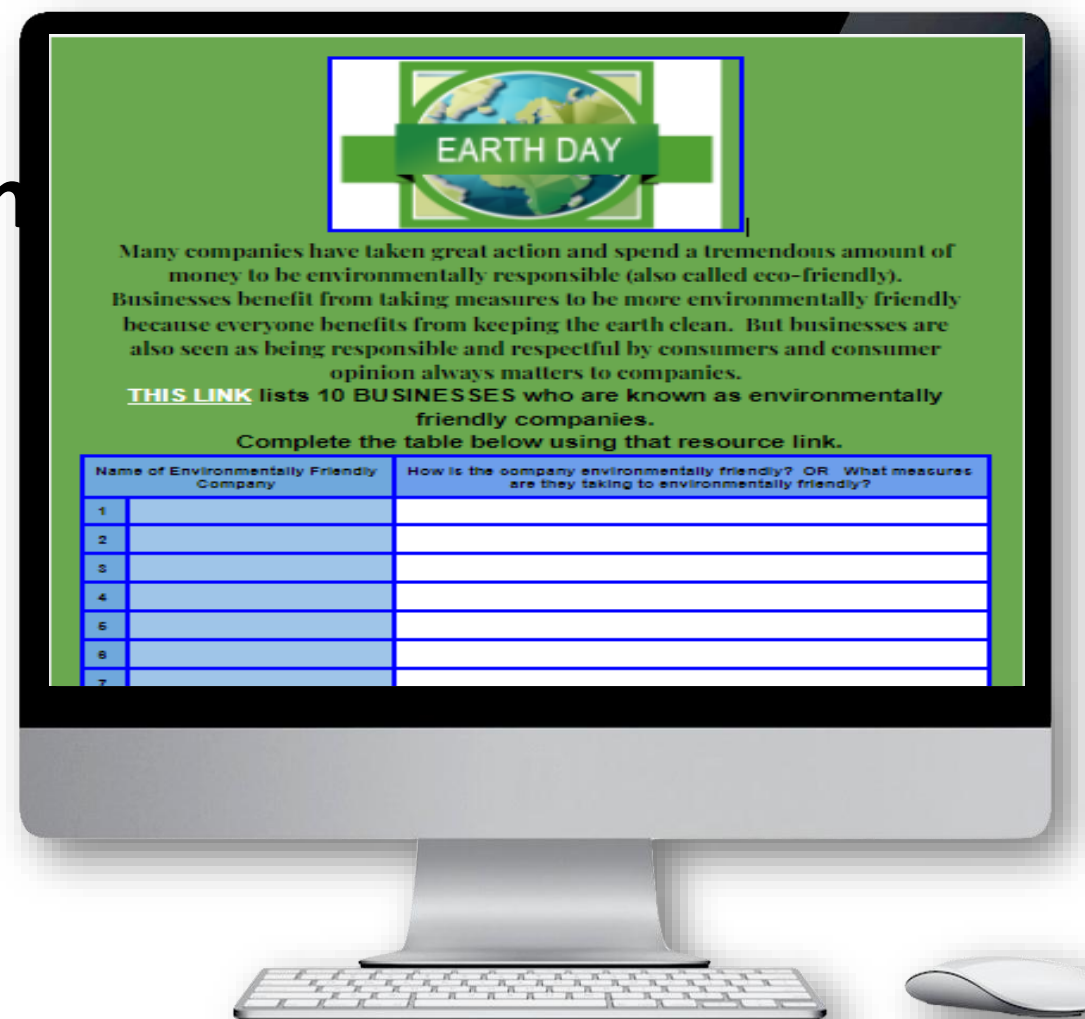 EARTH DAY
Many companies have taken great action and spend a tremendous amount of
money to be environmentally responsible (also called eco-friendly).
Businesses benefit from taking measures to be more environmentally friendly
because everyone benefits from keeping the earth clean. But businesses are
also seen as being responsible and respectful by consumers and consumer
opinion always matters to companies.
THIS LINK lists 10 BUSINESSES who are known as environmentally
friendly companies.
Complete the table below using that resource link.
Name of Environmentally Friendly
Company
How is the company environmentally friendly? OR What measures
are they taking to environmentally friendly?
1
2
3
4
5
6
7